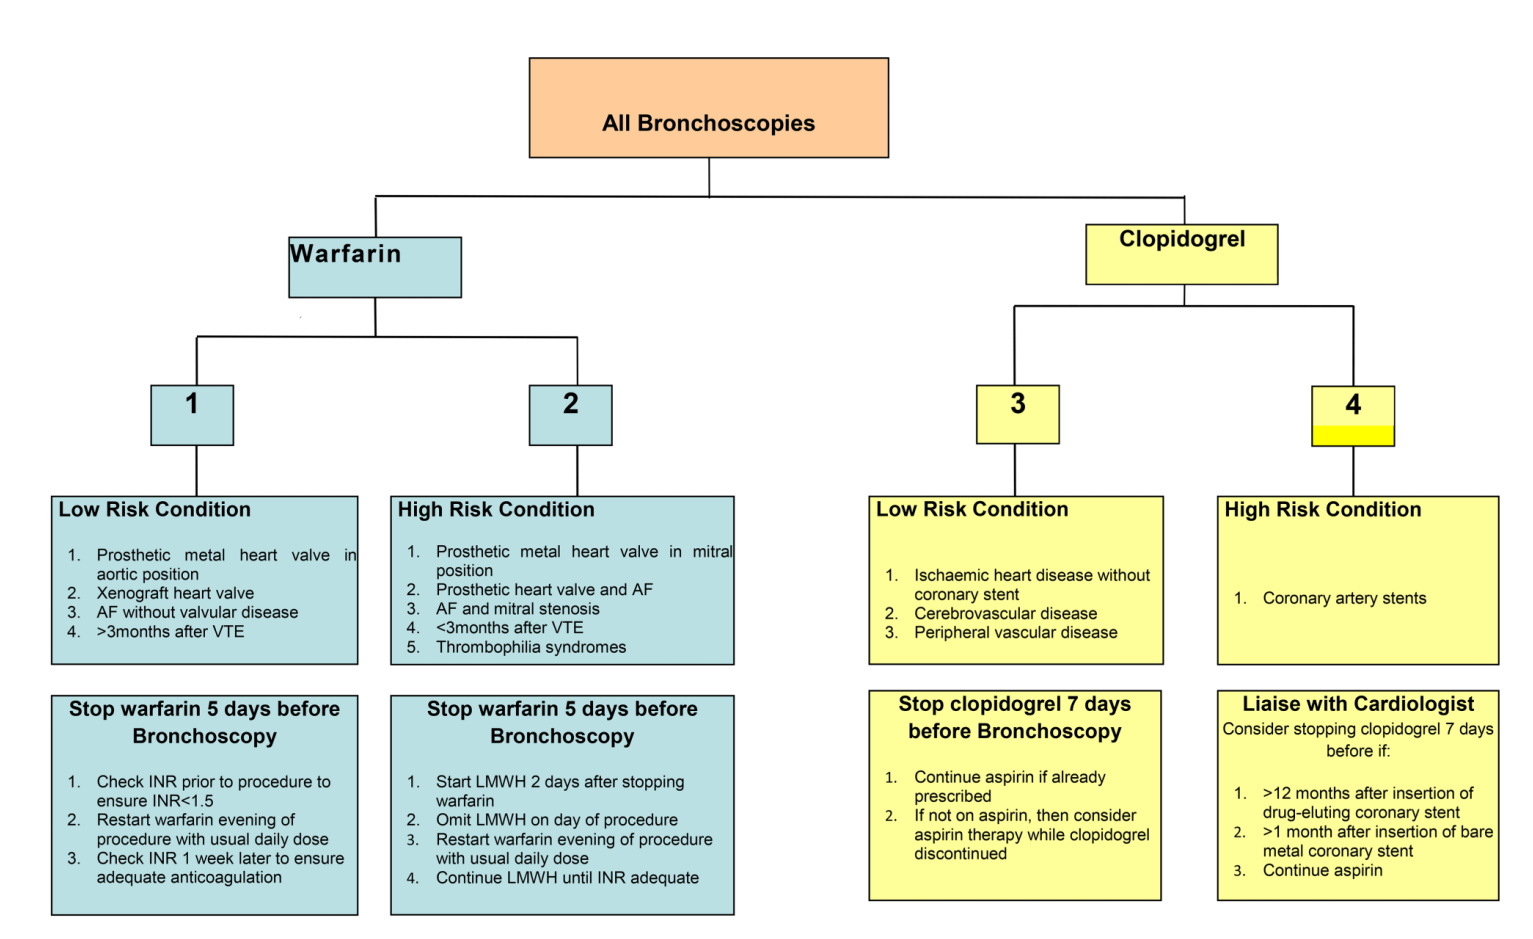 All Bronchoscopies
Warfarin
Clopidogrel
1
2
3
4
Low Risk Condition
1. Prosthetic metal heart valve in
aortic position
2. Xenograft heart valve
3. AF without valvular disease
4. >3months after VTE
High Risk Condition
1. Prosthetic metal heart valve in mitral
position
2. Prosthetic heart valve and AF
3. AF and mitral stenosis
4. <3months after VTE
5. Thrombophilia syndromes
Low Risk Condition
1. Ischaemic heart disease without
coronary stent
2. Cerebrovascular disease
3. Peripheral vascular disease
High Risk Condition
1. Coronary artery stents
Stop warfarin 5 days before
Bronchoscopy
1. Check INR prior to procedure to
ensure INR<1.5
2. Restart warfarin evening of
procedure with usual daily dose
3. Check INR 1 week later to ensure
adequate anticoagulation
Stop warfarin 5 days before
Bronchoscopy
1. Start LMWH 2 days after stopping
warfarin
2. Omit LMWH on day of procedure
3. Restart warfarin evening of procedure
with usual daily dose
4. Continue LMWH until INR adequate
Stop clopidogrel 7 days
before Bronchoscopy
1. Continue aspirin if already
prescribed
2. If not on aspirin, then consider
aspirin therapy while clopidogrel
discontinued
Liaise with Cardiologist
Consider stopping clopidogrel 7 days
before if:
1. >12 months after insertion of
drug-eluting coronary stent
2. >1 month after insertion of bare
metal coronary stent
3. Continue aspirin